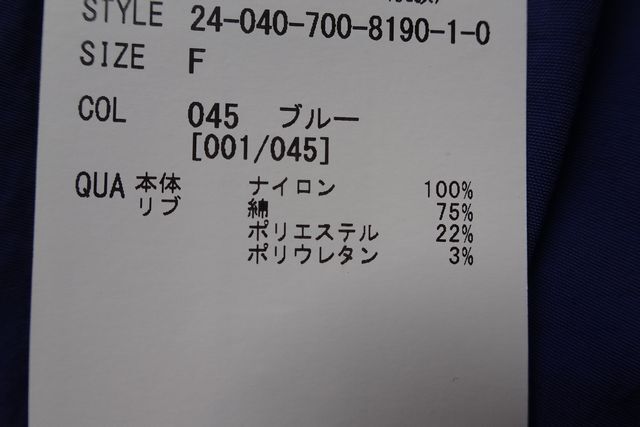 STYLE 24-040-700-8190-1-0
SIZE F
COL 045 ブルー
[001/045]
QUA 本体 ナイロン 100%
リブ 綿 75%
ポリエステル 22%
ポリウレタン 3%